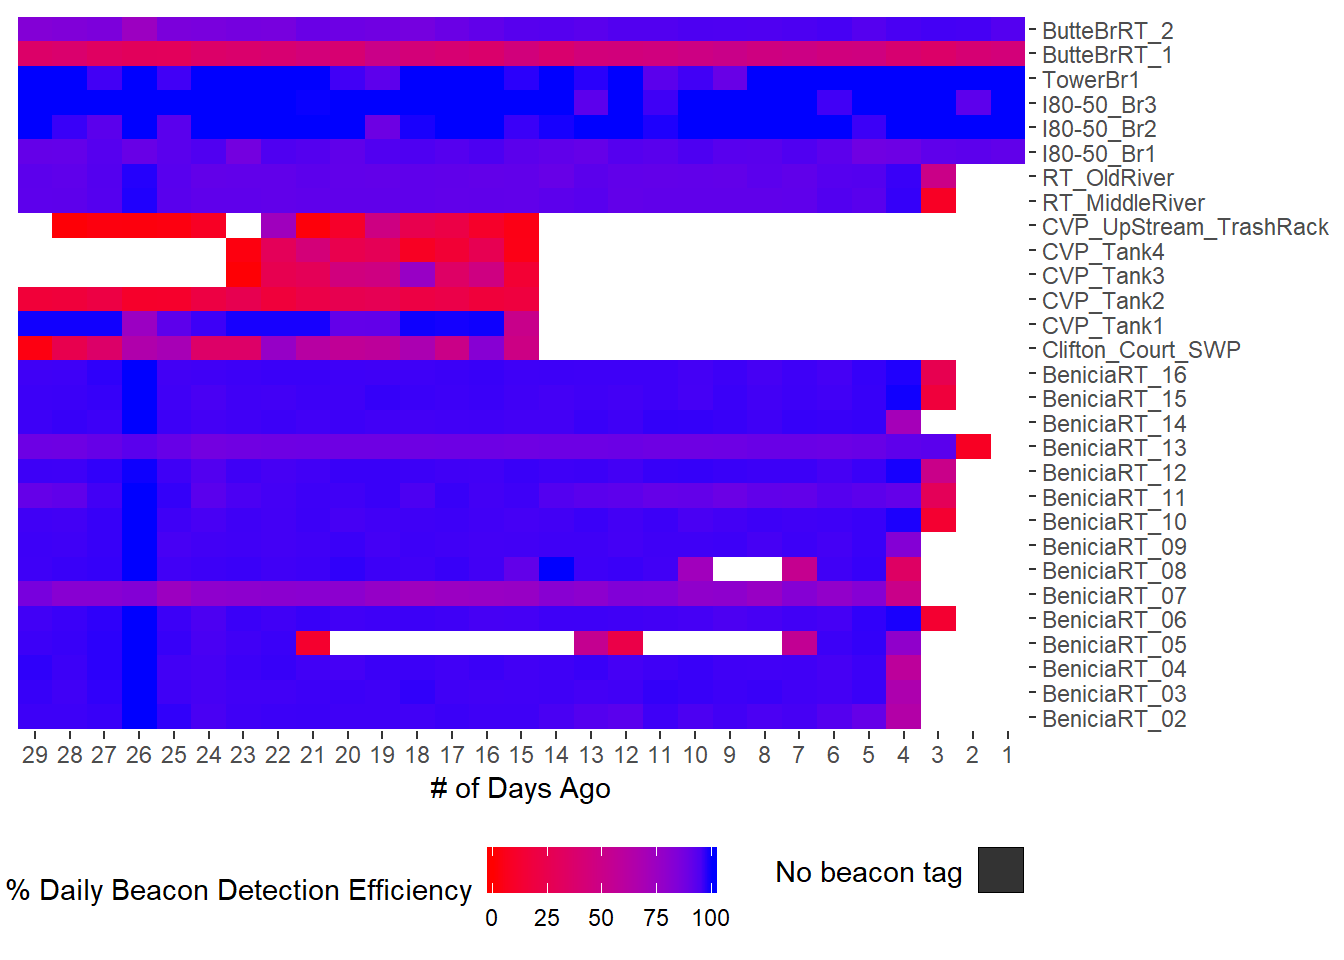 ButteBrRT_2
ButteBrRT_1
TowerBr1
I80-50_Br3
I80-50_Br2
I80-50_Br1
RT_OldRiver
RT_MiddleRiver
CVP_UpStream_TrashRack
CVP_Tank4
CVP_Tank3
CVP_Tank2
CVP_Tank1
Clifton_Court_SWP
BeniciaRT_16
BeniciaRT_15
BeniciaRT_14
BeniciaRT_13
BeniciaRT_12
BeniciaRT_11
BeniciaRT_10
BeniciaRT_09
BeniciaRT_08
BeniciaRT_07
BeniciaRT_06
BeniciaRT_05
BeniciaRT_04
BeniciaRT_03
BeniciaRT_02
29 28 27 26 25 24 23 22 21 20 19 18 17 16 15 14 13 12 11 10 9 8 7 6 5 4 3 2 1
# of Days Ago
% Daily Beacon Detection Efficiency
0 25 50 75 100
No beacon tag